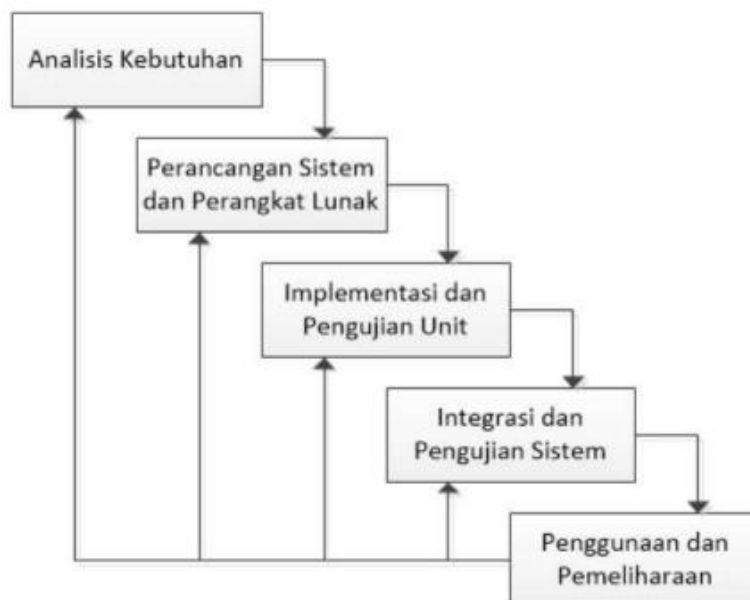 Analisis Kebutuhan
Perancangan Sistem
dan Perangkat Lunak
Implementasi dan
Pengujian Unit
Integrasi dan
Pengujian Sistem
Penggunaan dan
Pemeliharaan